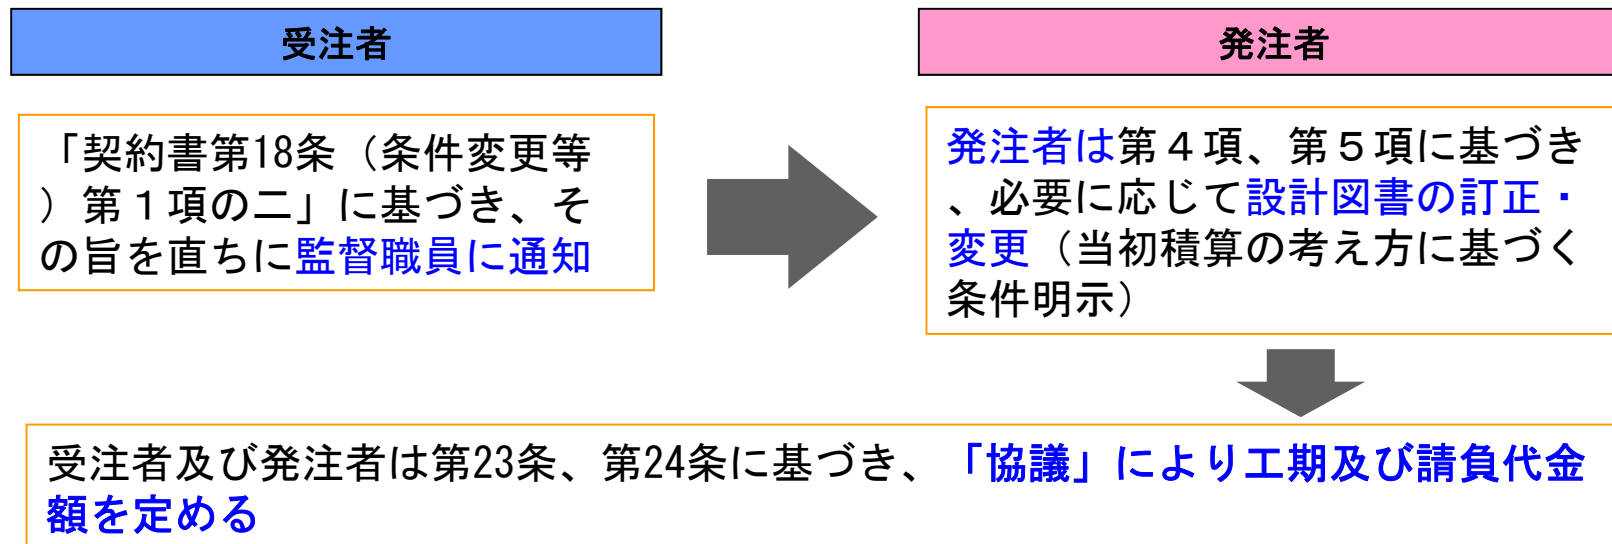 受注者
発注者
「契約書第18条（条件変更等
）第１項の二」に基づき、そ
の旨を直ちに監督職員に通知
発注者は第４項、第５項に基づき
、必要に応じて設計図書の訂正・
変更（当初積算の考え方に基づく
条件明示）
受注者及び発注者は第23条、第24条に基づき、「協議」により工期及び請負代金
額を定める